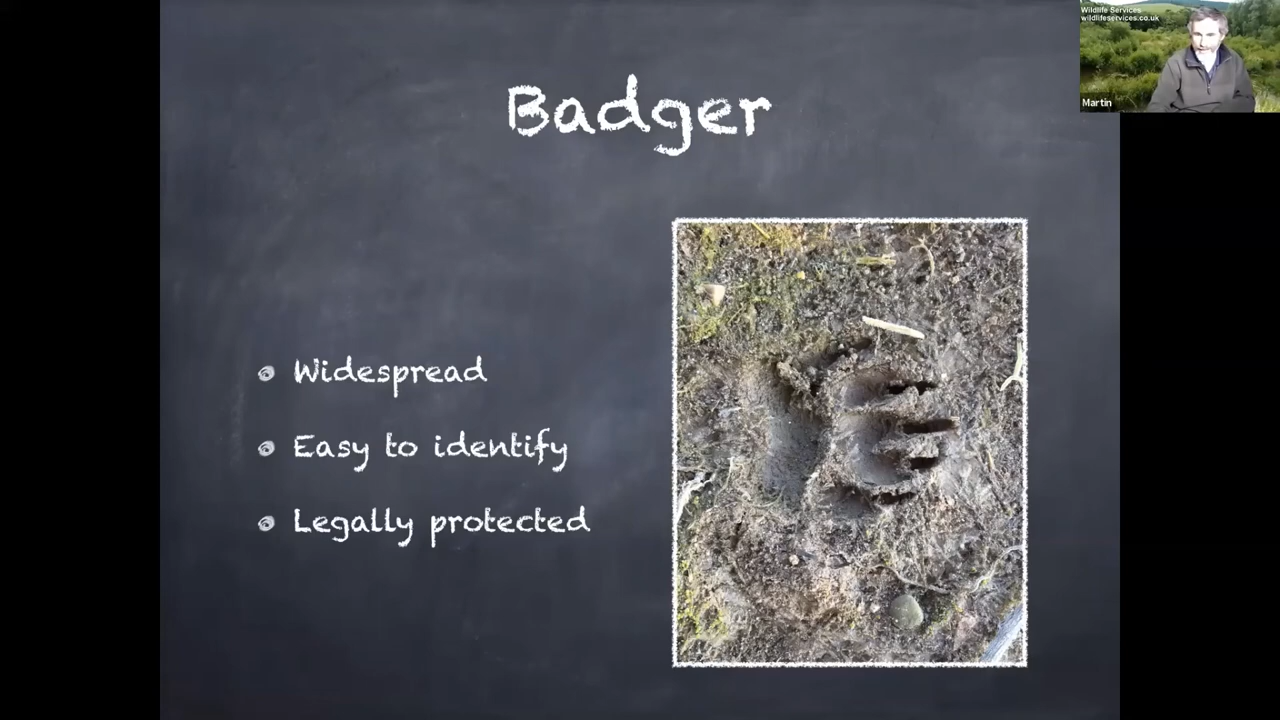 Badger
Widespread
Easy to identify
Legally protected
Wildlife Services
wildlifeservices.co.uk
Martin